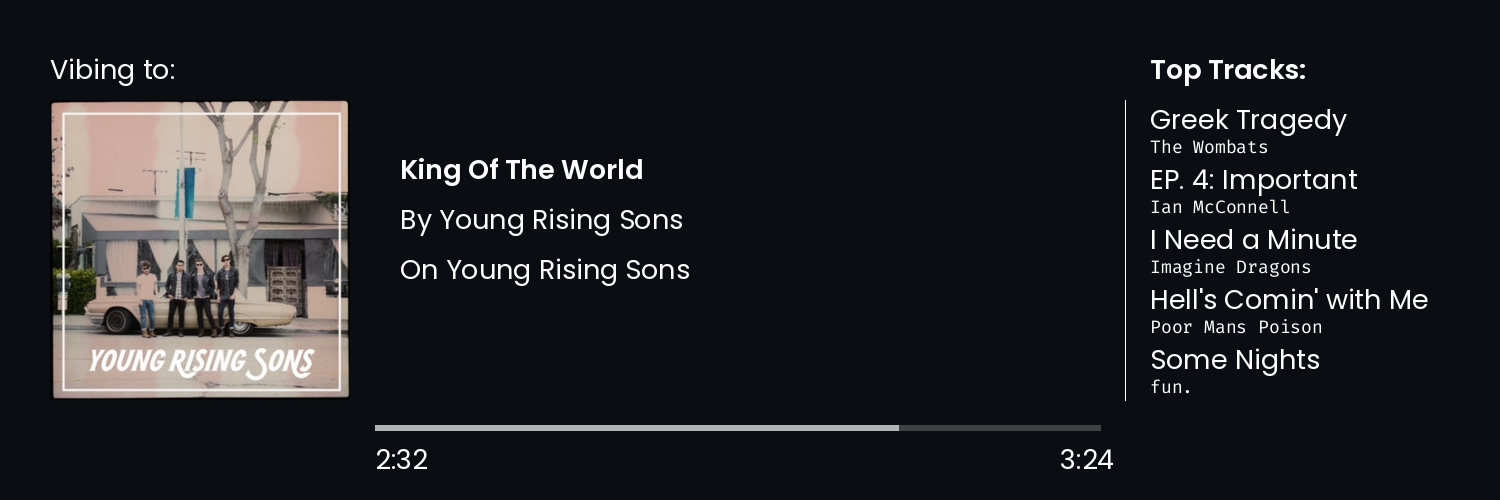 Vibing to:
YOUNG RISING SONS
King Of The World
By Young Rising Sons
On Young Rising Sons
2:32
3:24
Top Tracks:
Greek Tragedy
The Wombats
EP. 4: Important
Ian McConnell
I Need a Minute
Imagine Dragons
Hell's Comin' with Me
Poor Mans Poison
Some Nights
fun.